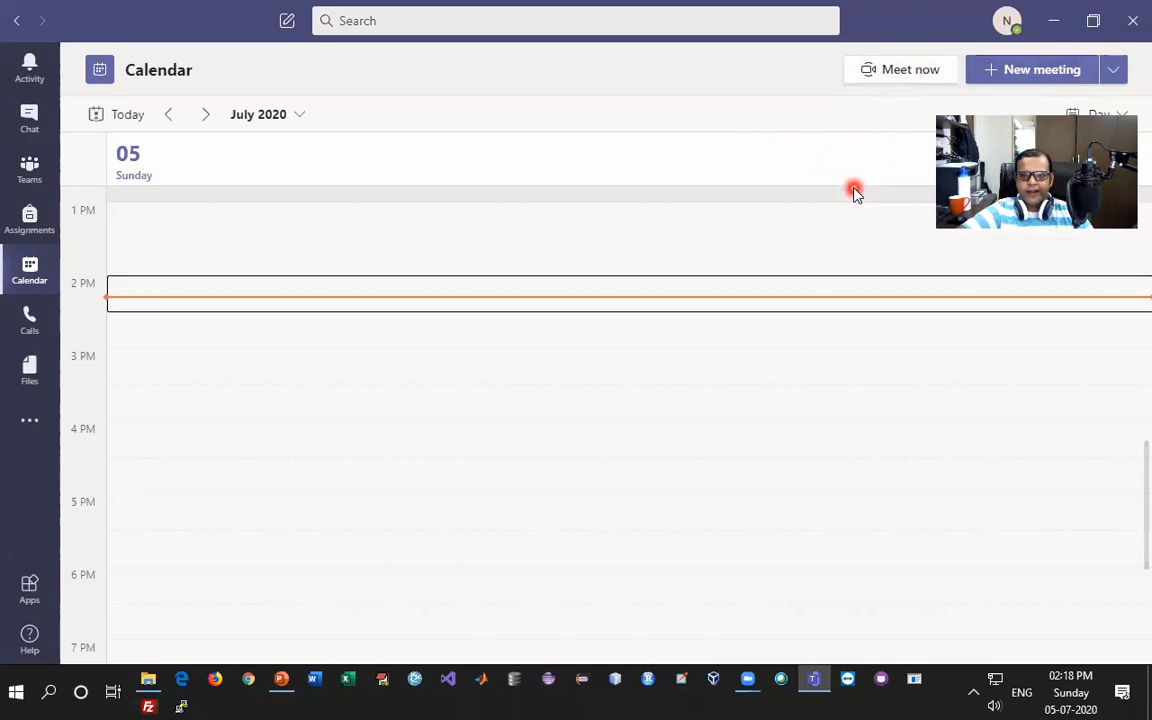 Search
N
Activity
Chat
Teams
Assignments
Calendar
Calls
Files
Apps
Help
Calendar
Meet now
New meeting
Today
July 2020
Day
05
Sunday
1 PM
2 PM
3 PM
4 PM
5 PM
6 PM
7 PM
02:18 PM
ENG
Sunday
05-07-2020